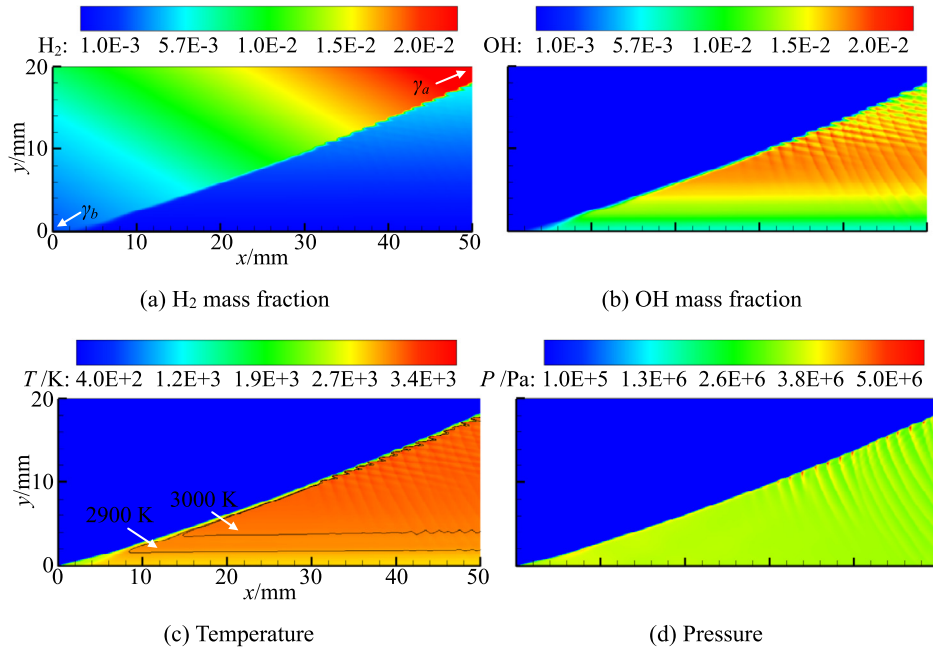 H₂: 1.0E-3 5.7E-3 1.0E-2 1.5E-2 2.0E-2
OH: 1.0E-3 5.7E-3 1.0E-2 1.5E-2 2.0E-2
20
γₐ
y/mm
10
γ_b
0
0 10 20 30 40 50
x/mm
(a) H₂ mass fraction
(b) OH mass fraction
T /K: 4.0E+2 1.2E+3 1.9E+3 2.7E+3 3.4E+3
P /Pa: 1.0E+5 1.3E+6 2.6E+6 3.8E+6 5.0E+6
20
y/mm
10
3000 K
2900 K
0
0 10 20 30 40 50
x/mm
(c) Temperature
(d) Pressure